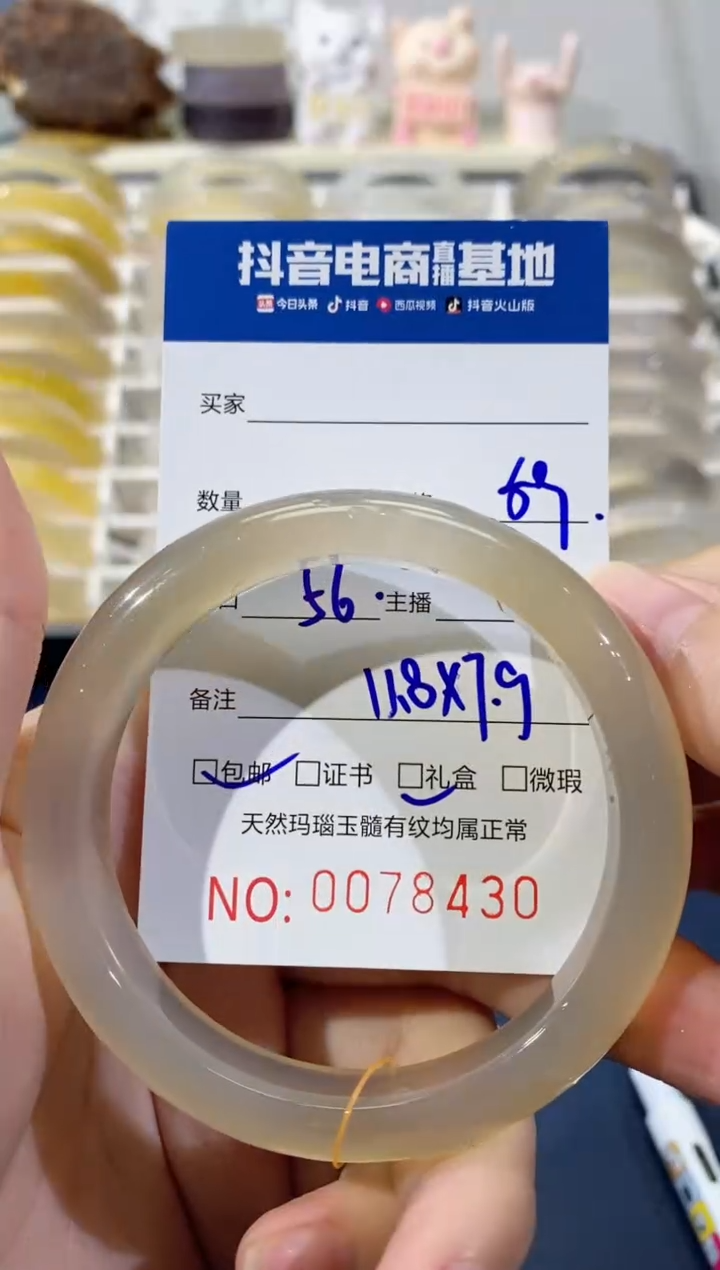 抖音电商直播基地
今日头条 抖音 西瓜视频 抖音火山版
买家
数量 69.
56. 主播
备注 11.8X7.9
□包邮 □证书 □礼盒 □微瑕
天然玛瑙玉髓有纹均属正常
NO: 0078430